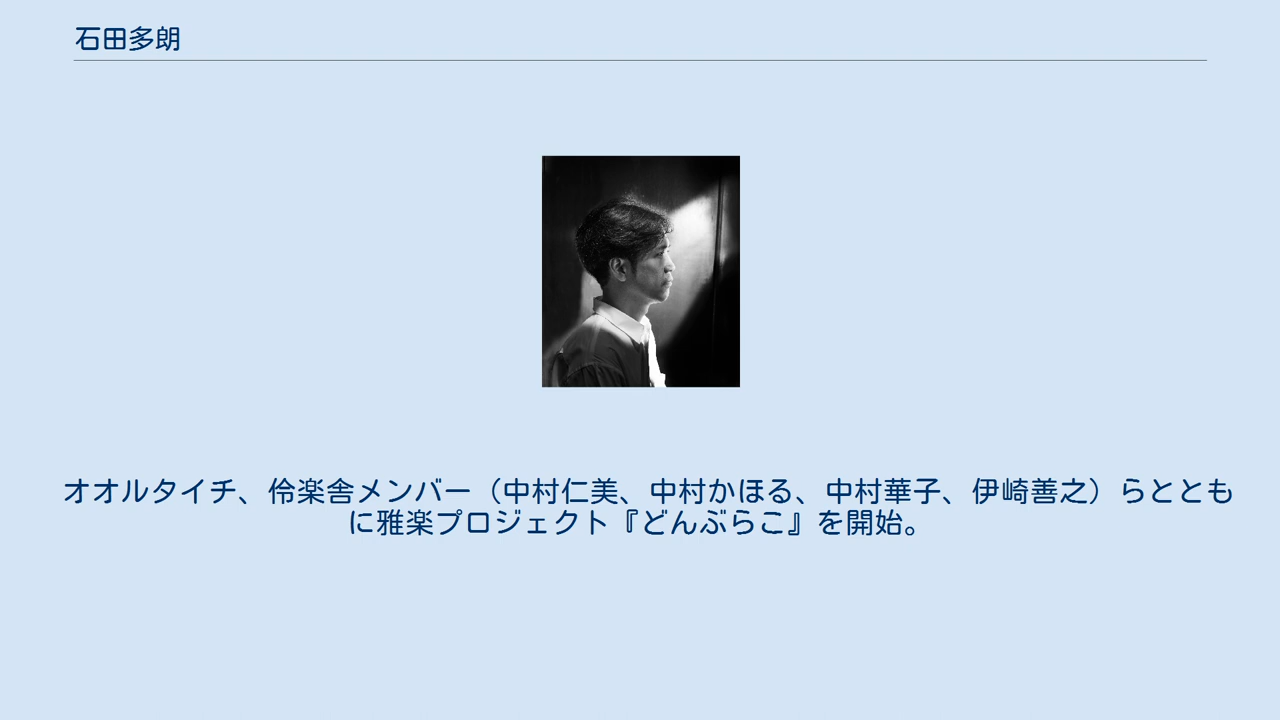 石田多朗
オオルタイチ、伶楽舎メンバー（中村仁美、中村かほる、中村華子、伊﨑善之）らととも
に雅楽プロジェクト『どんぶらこ』を開始。